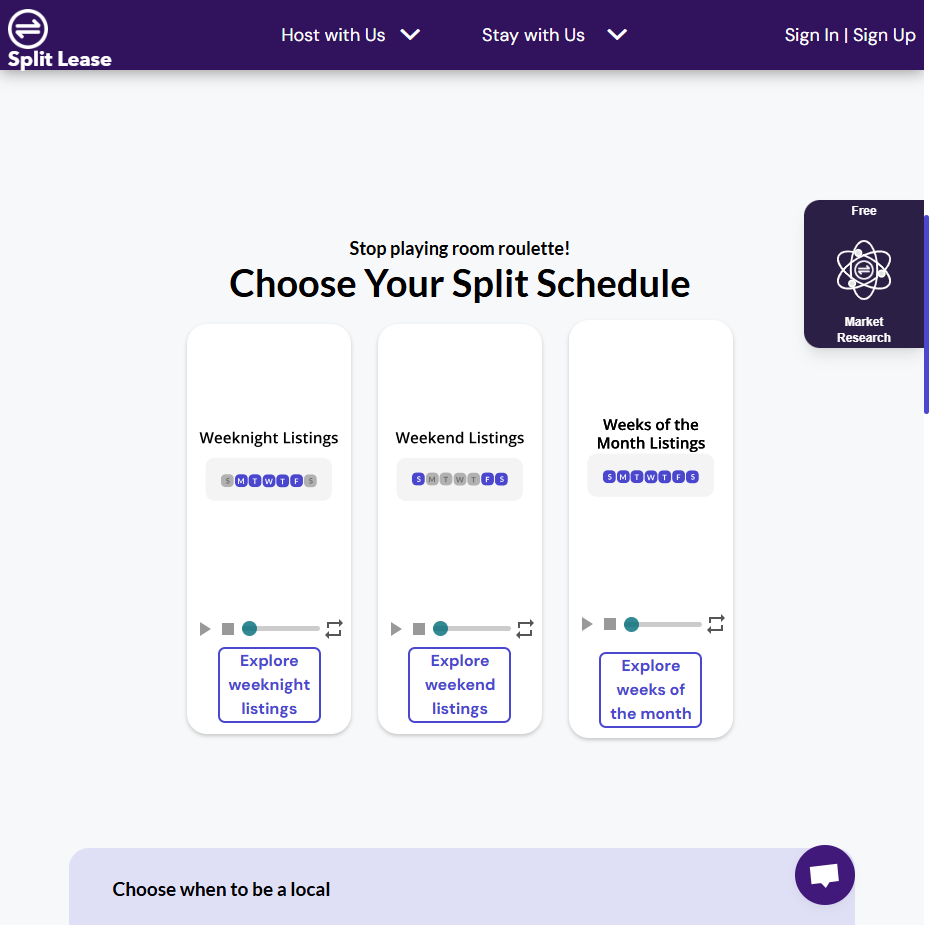 Split Lease
Host with Us
Stay with Us
Sign In | Sign Up
Free
Market
Research
Stop playing room roulette!
Choose Your Split Schedule
Weeknight Listings
S M T W T F S
Explore
weeknight
listings
Weekend Listings
S M T W T F S
Explore
weekend
listings
Weeks of the
Month Listings
S M T W T F S
Explore
weeks of
the month
Choose when to be a local